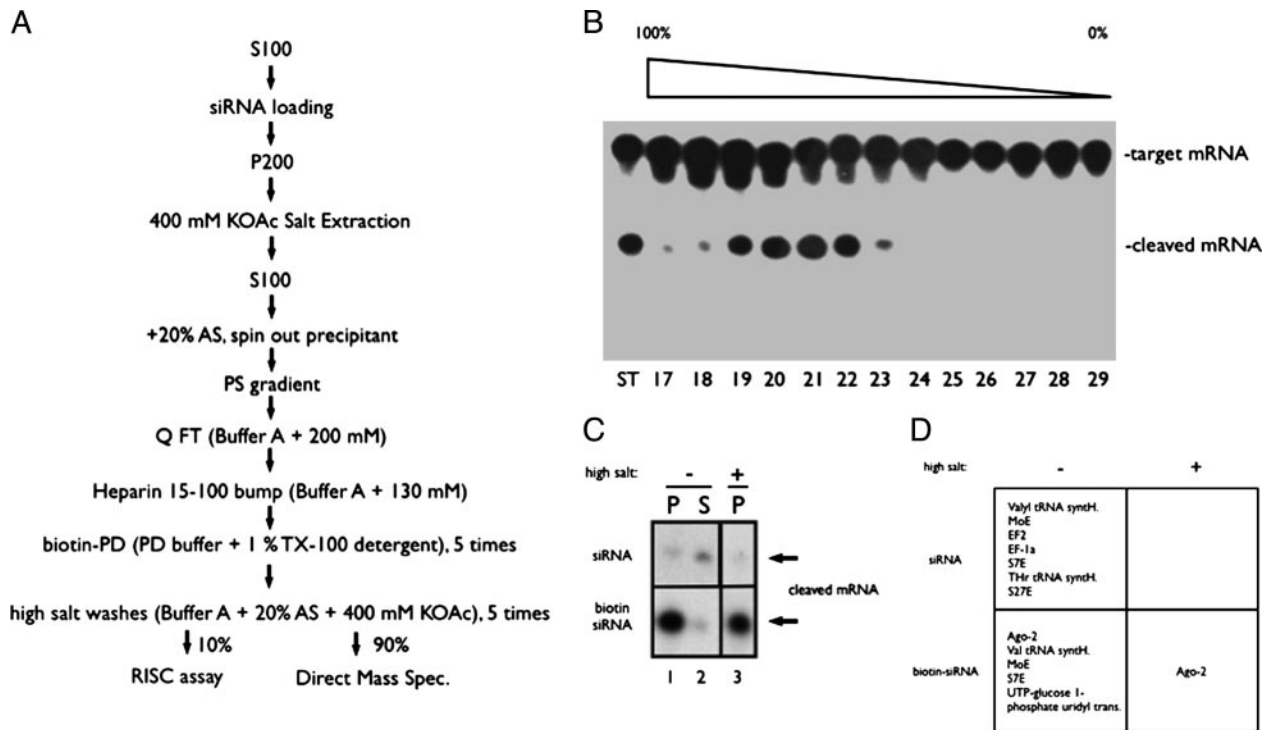 A
S100
siRNA loading
P200
400 mM KOAc Salt Extraction
S100
+20% AS, spin out precipitant
PS gradient
Q FT (Buffer A + 200 mM)
Heparin 15-100 bump (Buffer A + 130 mM)
biotin-PD (PD buffer + 1 % TX-100 detergent), 5 times
high salt washes (Buffer A + 20% AS + 400 mM KOAc), 5 times
10% 90%
RISC assay Direct Mass Spec.
B
100% 0%
-target mRNA
-cleaved mRNA
ST 17 18 19 20 21 22 23 24 25 26 27 28 29
C
high salt: - +
P S P
siRNA
cleaved mRNA
biotin
siRNA
1 2 3
D
high salt: - +
siRNA
Valyl tRNA syntH.
MoE
EF2
EF-1a
S7E
THr tRNA syntH.
S27E
biotin-siRNA
Ago-2
Val tRNA syntH.
MoE
S7E
UTP-glucose 1-
phosphate uridyl trans.
Ago-2